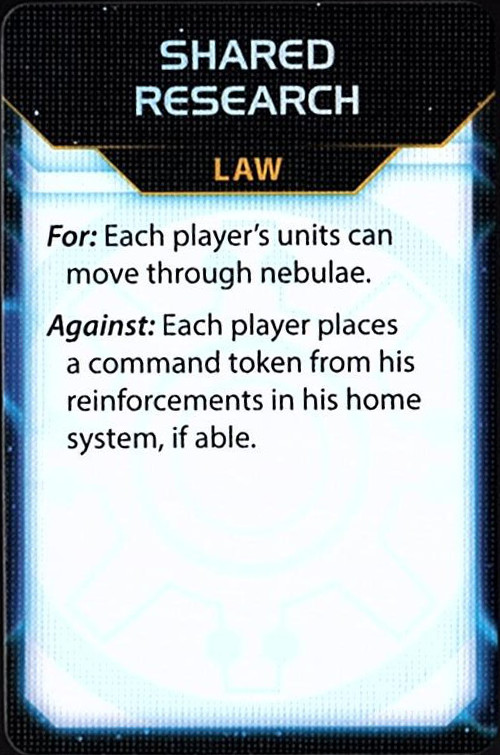 SHARED
RESEARCH
LAW
For: Each player's units can
move through nebulae.
Against: Each player places
a command token from his
reinforcements in his home
system, if able.